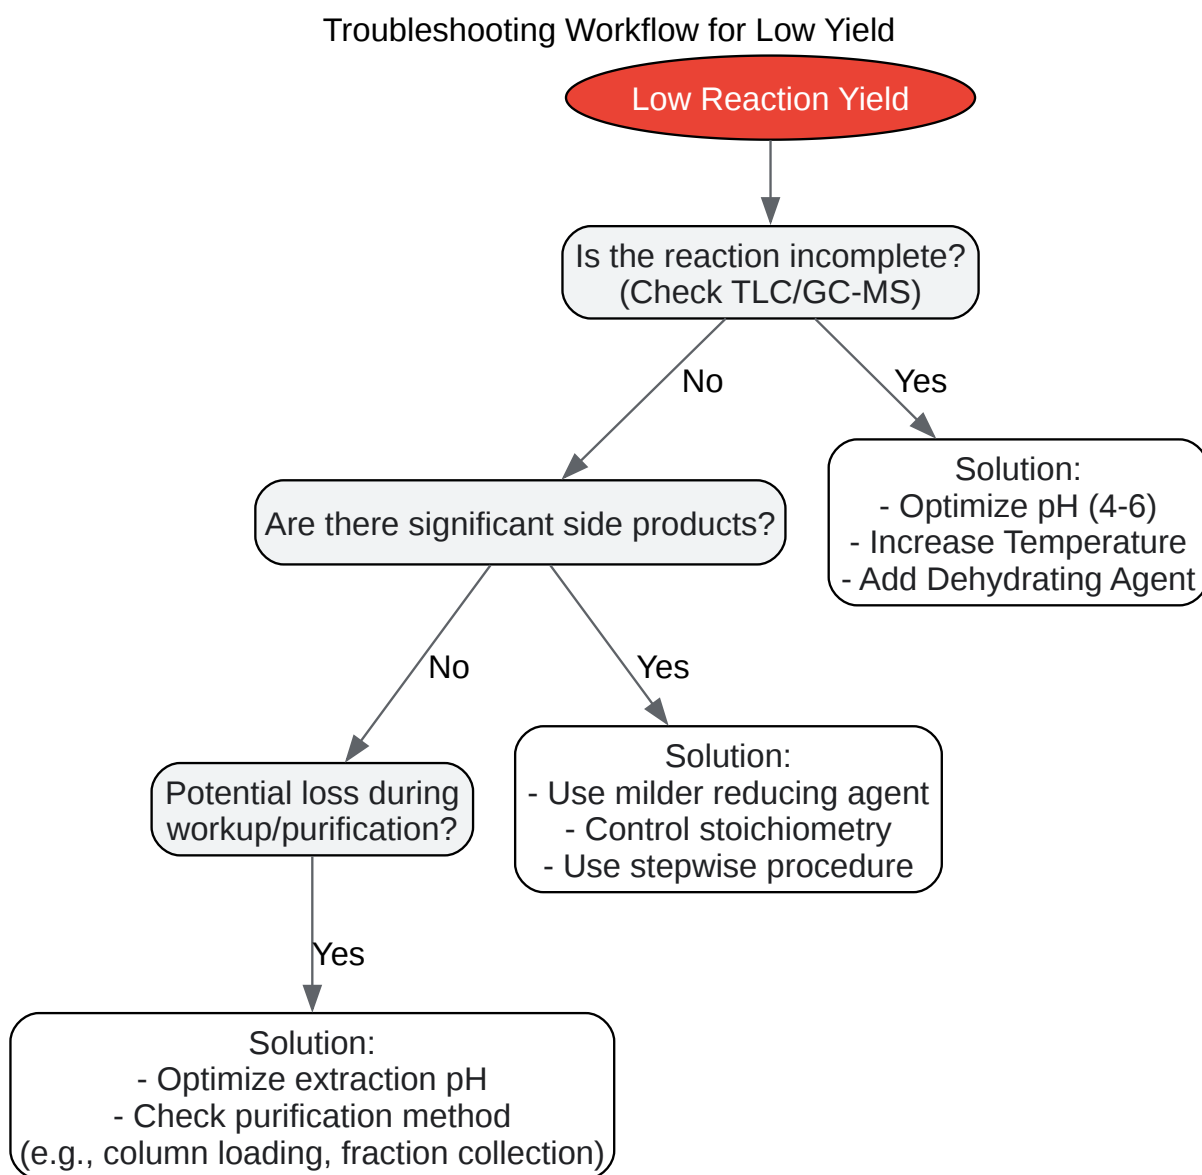 Troubleshooting Workflow for Low Yield
Low Reaction Yield
Is the reaction incomplete?
(Check TLC/GC-MS)
No
Yes
Solution:
- Optimize pH (4-6)
- Increase Temperature
- Add Dehydrating Agent
Are there significant side products?
No
Yes
Solution:
- Use milder reducing agent
- Control stoichiometry
- Use stepwise procedure
Potential loss during
workup/purification?
Yes
Solution:
- Optimize extraction pH
- Check purification method
(e.g., column loading, fraction collection)